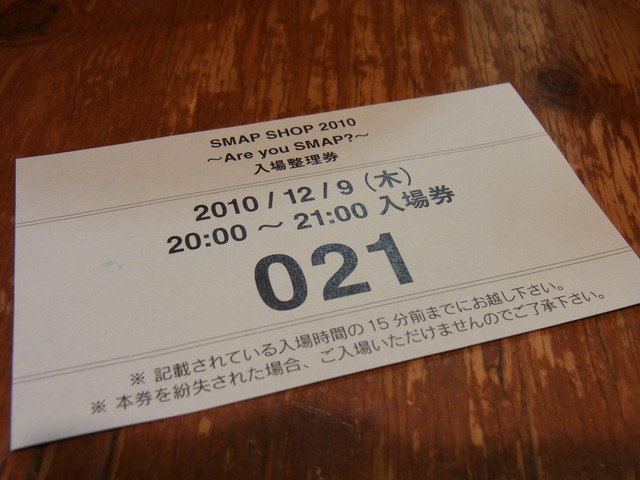 SMAP SHOP 2010
～Are you SMAP?～
入場整理券
2010 / 12 / 9（木）
20:00 ～ 21:00 入場券
021
※ 記載されている入場時間の 15 分前までにお越し下さい。
※ 本券を紛失された場合、ご入場いただけませんのでご了承下さい。